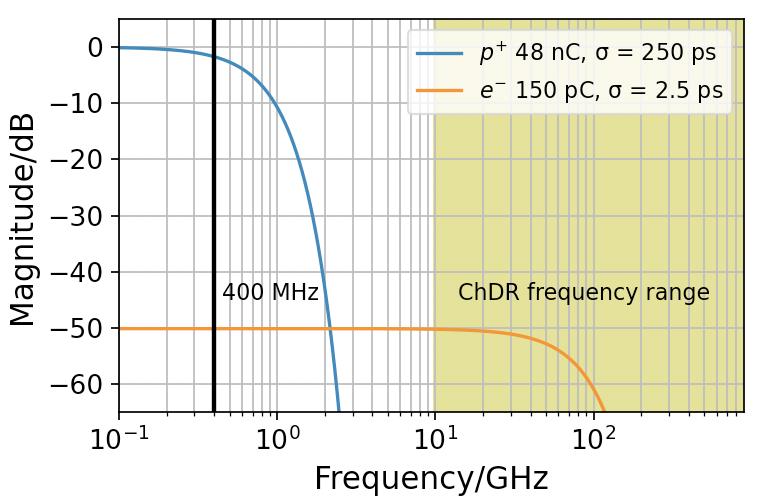 0
−10
−20
−30
−40
−50
−60
Magnitude/dB
p⁺ 48 nC, σ = 250 ps
e⁻ 150 pC, σ = 2.5 ps
400 MHz
ChDR frequency range
10⁻¹
10⁰
10¹
10²
Frequency/GHz